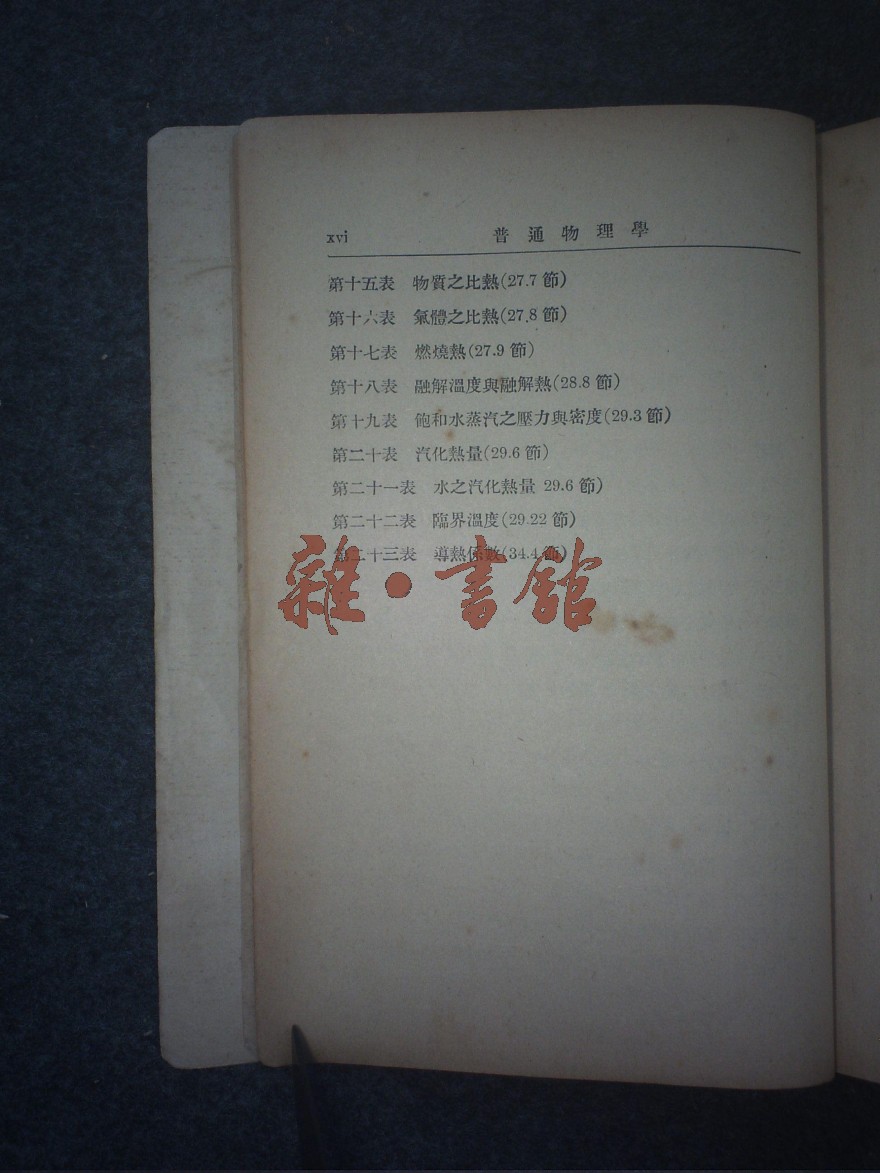 xvi 普通物理學
第十五表 物質之比熱(27.7 節)
第十六表 氣體之比熱(27.8 節)
第十七表 燃燒熱(27.9 節)
第十八表 融解溫度與融解熱(28.8 節)
第十九表 飽和水蒸汽之壓力與密度(29.3 節)
第二十表 汽化熱量(29.6 節)
第二十一表 水之汽化熱量 29.6 節)
第二十二表 臨界溫度(29.22 節)
第二十三表 導熱係數(34.4 節)
雜·書館